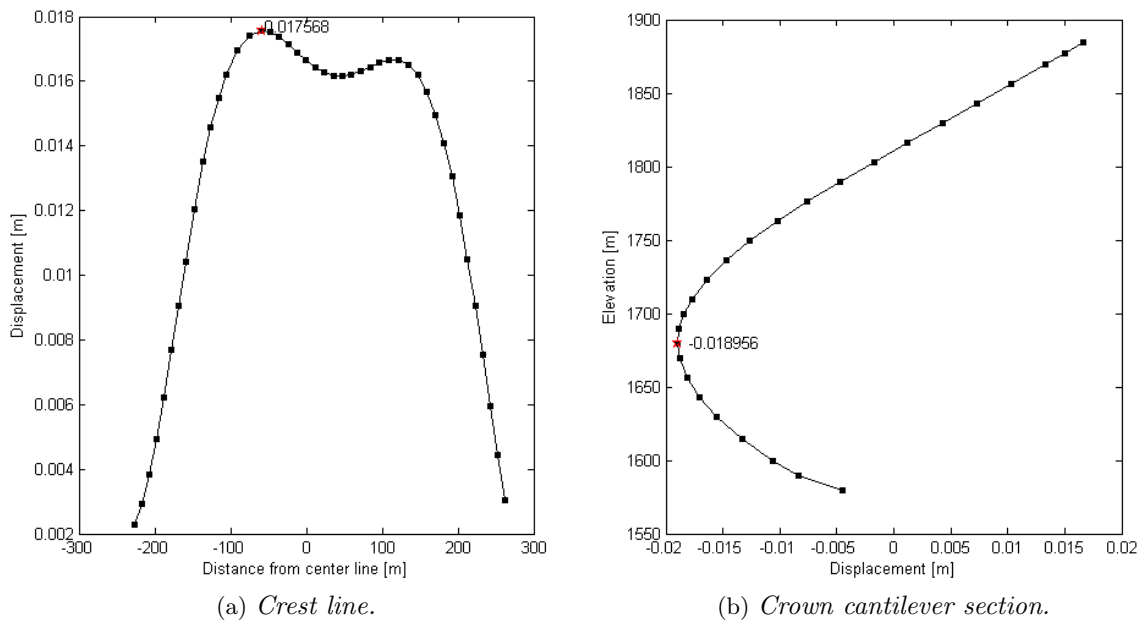 0.018
0.016
0.014
0.012
0.01
0.008
0.006
0.004
0.002
Displacement [m]
0.017568
-300 -200 -100 0 100 200 300
Distance from center line [m]
(a) Crest line.
1900
1850
1800
1750
1700
1650
1600
1550
Elevation [m]
-0.018956
-0.02 -0.015 -0.01 -0.005 0 0.005 0.01 0.015 0.02
Displacement [m]
(b) Crown cantilever section.